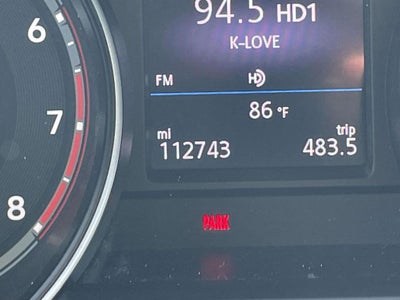 94.5 HD1
K-LOVE
FM HD
86 °F
mi trip
112743 483.5
6
7
8
PARK